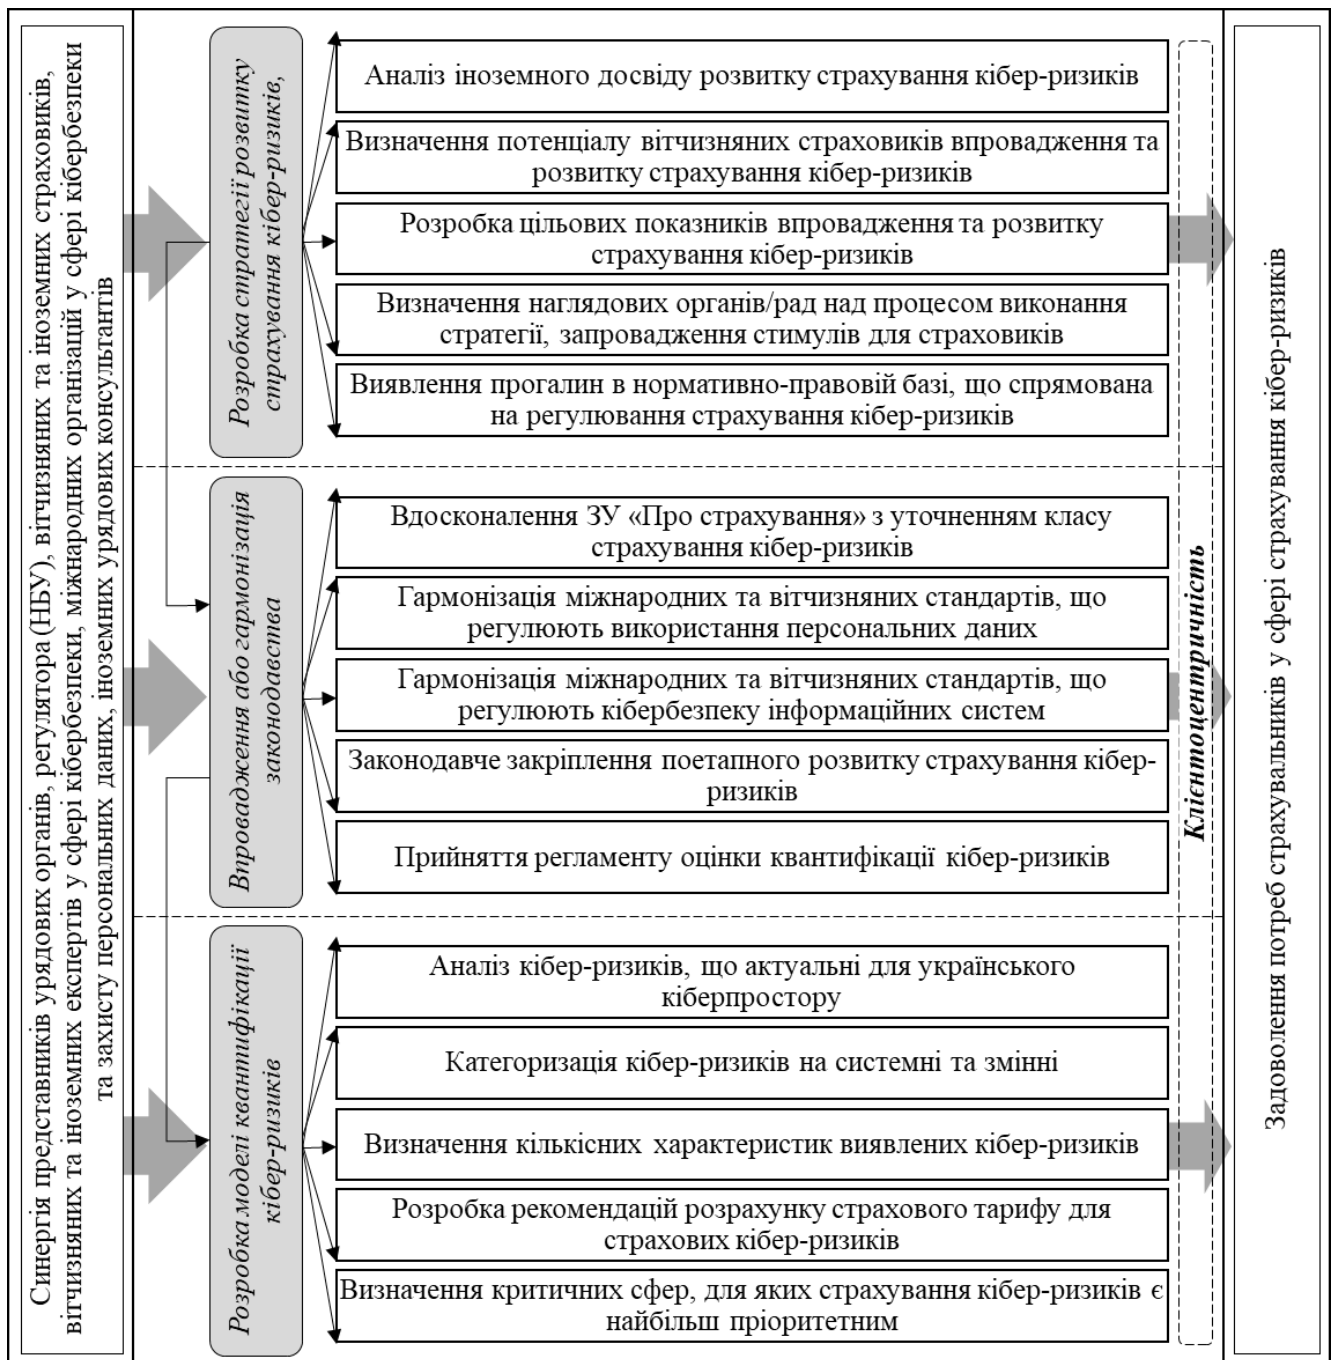 Синергія представників урядових органів, регулятора (НБУ), вітчизняних та іноземних страховиків,
вітчизняних та іноземних експертів у сфері кібербезпеки, міжнародних організацій у сфері кібербезпеки
та захисту персональних даних, іноземних урядових консультантів
Розробка стратегії розвитку
страхування кібер-ризиків,
Аналіз іноземного досвіду розвитку страхування кібер-ризиків
Визначення потенціалу вітчизняних страховиків впровадження та
розвитку страхування кібер-ризиків
Розробка цільових показників впровадження та розвитку
страхування кібер-ризиків
Визначення наглядових органів/рад над процесом виконання
стратегії, запровадження стимулів для страховиків
Виявлення прогалин в нормативно-правовій базі, що спрямована
на регулювання страхування кібер-ризиків
Впровадження або гармонізація
законодавства
Вдосконалення ЗУ «Про страхування» з уточненням класу
страхування кібер-ризиків
Гармонізація міжнародних та вітчизняних стандартів, що
регулюють використання персональних даних
Гармонізація міжнародних та вітчизняних стандартів, що
регулюють кібербезпеку інформаційних систем
Законодавче закріплення поетапного розвитку страхування кібер-
ризиків
Прийняття регламенту оцінки квантифікації кібер-ризиків
Розробка моделі квантифікації
кібер-ризиків
Аналіз кібер-ризиків, що актуальні для українського
кіберпростору
Категоризація кібер-ризиків на системні та змінні
Визначення кількісних характеристик виявлених кібер-ризиків
Розробка рекомендацій розрахунку страхового тарифу для
страхових кібер-ризиків
Визначення критичних сфер, для яких страхування кібер-ризиків є
найбільш пріоритетним
Клієнтоцентричність
Задоволення потреб страхувальників у сфері страхування кібер-ризиків